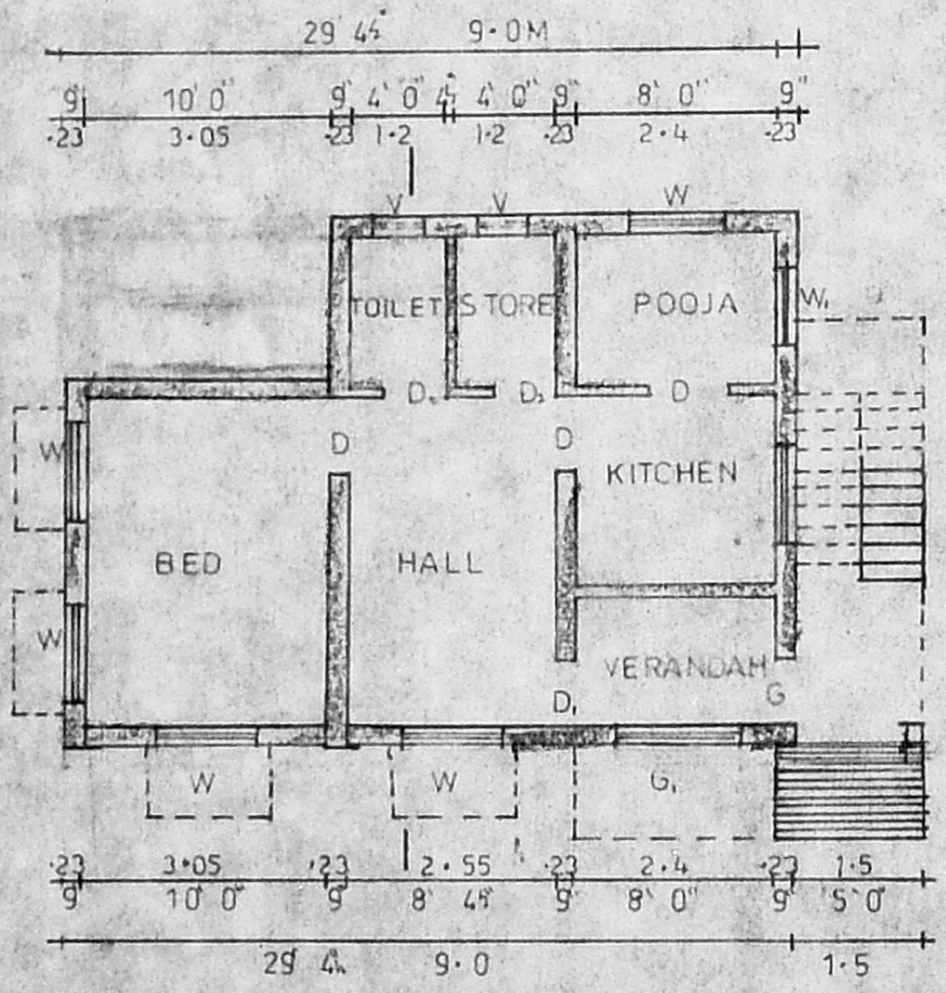 29' 4½" 9·0M
9" 10' 0" 9" 4' 0" 4½" 4' 0" 9" 8' 0" 9"
·23 3·05 ·23 1·2 1·2 ·23 2·4 ·23
V V W
TOILET STORE POOJA W₁
D₂ D₂ D
W D D
KITCHEN
BED HALL
W VERANDAH
D₁ G
W W G₁
·23 3·05 ·23 2·55 ·23 2·4 ·23 1·5
9" 10' 0" 9" 8' 4½" 9" 8' 0" 9" 5' 0"
29' 4½" 9·0 1·5